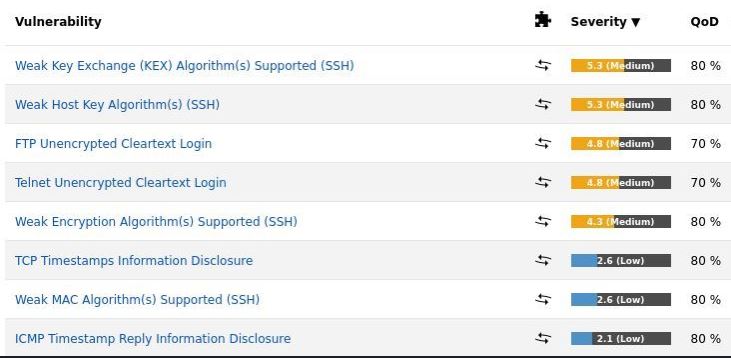 Vulnerability Severity ▼ QoD
Weak Key Exchange (KEX) Algorithm(s) Supported (SSH) 5.3 (Medium) 80 %
Weak Host Key Algorithm(s) (SSH) 5.3 (Medium) 80 %
FTP Unencrypted Cleartext Login 4.8 (Medium) 70 %
Telnet Unencrypted Cleartext Login 4.8 (Medium) 70 %
Weak Encryption Algorithm(s) Supported (SSH) 4.3 (Medium) 80 %
TCP Timestamps Information Disclosure 2.6 (Low) 80 %
Weak MAC Algorithm(s) Supported (SSH) 2.6 (Low) 80 %
ICMP Timestamp Reply Information Disclosure 2.1 (Low) 80 %